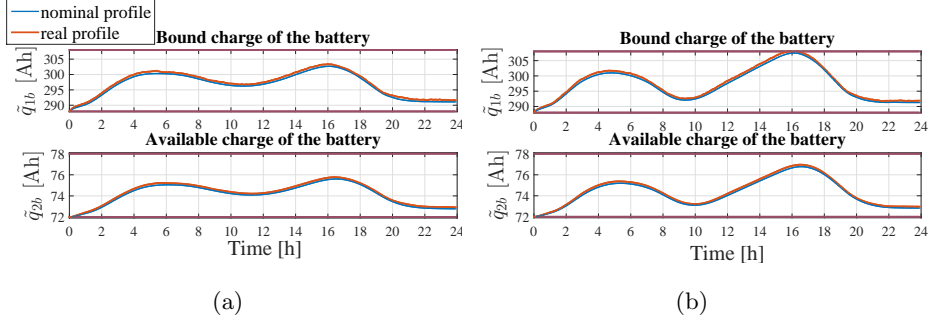 nominal profile
real profile
Bound charge of the battery
q̃1b [Ah]
305
300
295
290
0 2 4 6 8 10 12 14 16 18 20 22 24
Available charge of the battery
q̃2b [Ah]
78
76
74
72
0 2 4 6 8 10 12 14 16 18 20 22 24
Time [h]
(a)
Bound charge of the battery
q̃1b [Ah]
305
300
295
290
0 2 4 6 8 10 12 14 16 18 20 22 24
Available charge of the battery
q̃2b [Ah]
78
76
74
72
0 2 4 6 8 10 12 14 16 18 20 22 24
Time [h]
(b)